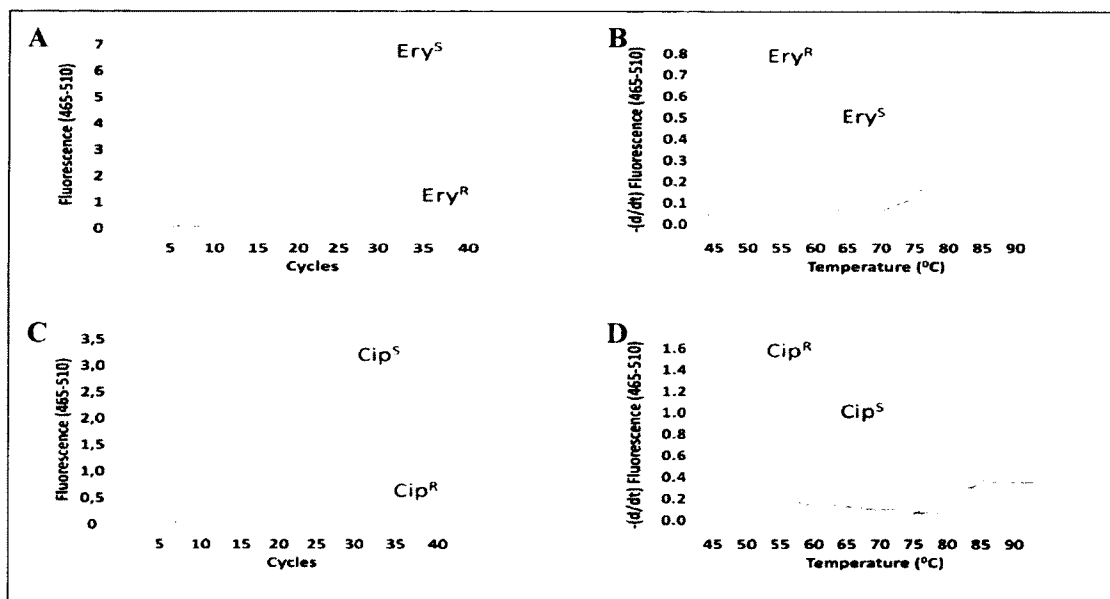 A
Fluorescence (465-510)
7
6
5
4
3
2
1
0
Ery^S
Ery^R
5 10 15 20 25 30 35 40
Cycles
B
-(d/dt) Fluorescence (465-510)
0.8
0.7
0.6
0.5
0.4
0.3
0.2
0.1
0.0
Ery^R
Ery^S
45 50 55 60 65 70 75 80 85 90
Temperature (⁰C)
C
Fluorescence (465-510)
3,5
3,0
2,5
2,0
1,5
1,0
0,5
0
Cip^S
Cip^R
5 10 15 20 25 30 35 40
Cycles
D
-(d/dt) Fluorescence (465-510)
1.6
1.4
1.2
1.0
0.8
0.6
0.4
0.2
0.0
Cip^R
Cip^S
45 50 55 60 65 70 75 80 85 90
Temperature (⁰C)